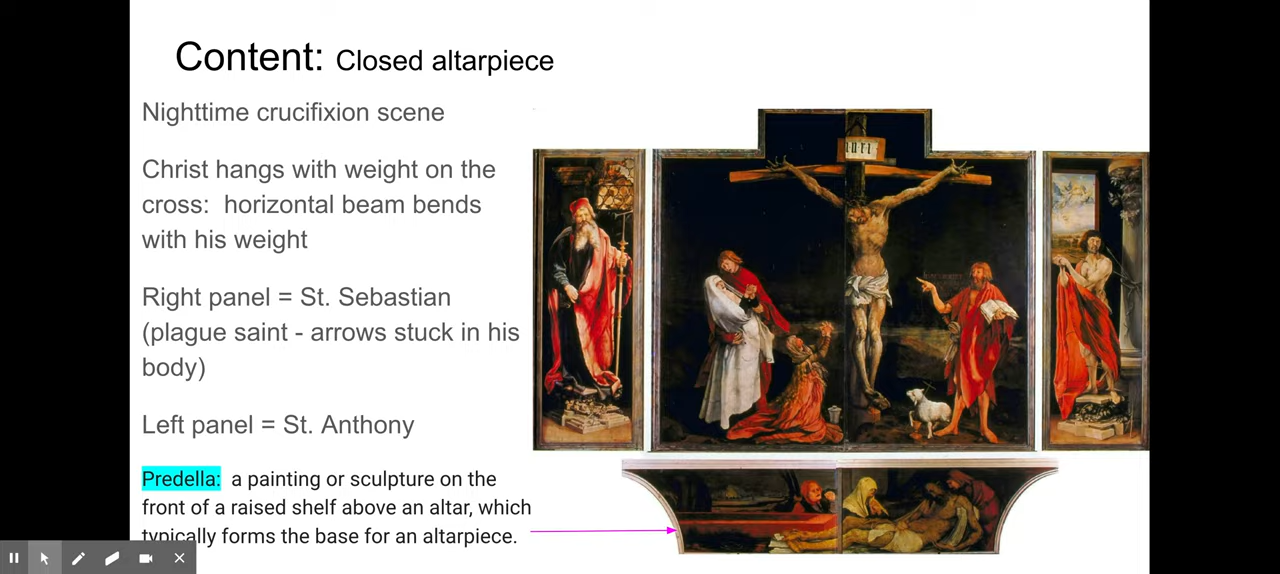 Content: Closed altarpiece
Nighttime crucifixion scene
Christ hangs with weight on the
cross:  horizontal beam bends
with his weight
Right panel = St. Sebastian
(plague saint - arrows stuck in his
body)
Left panel = St. Anthony
Predella:  a painting or sculpture on the
front of a raised shelf above an altar, which
typically forms the base for an altarpiece.